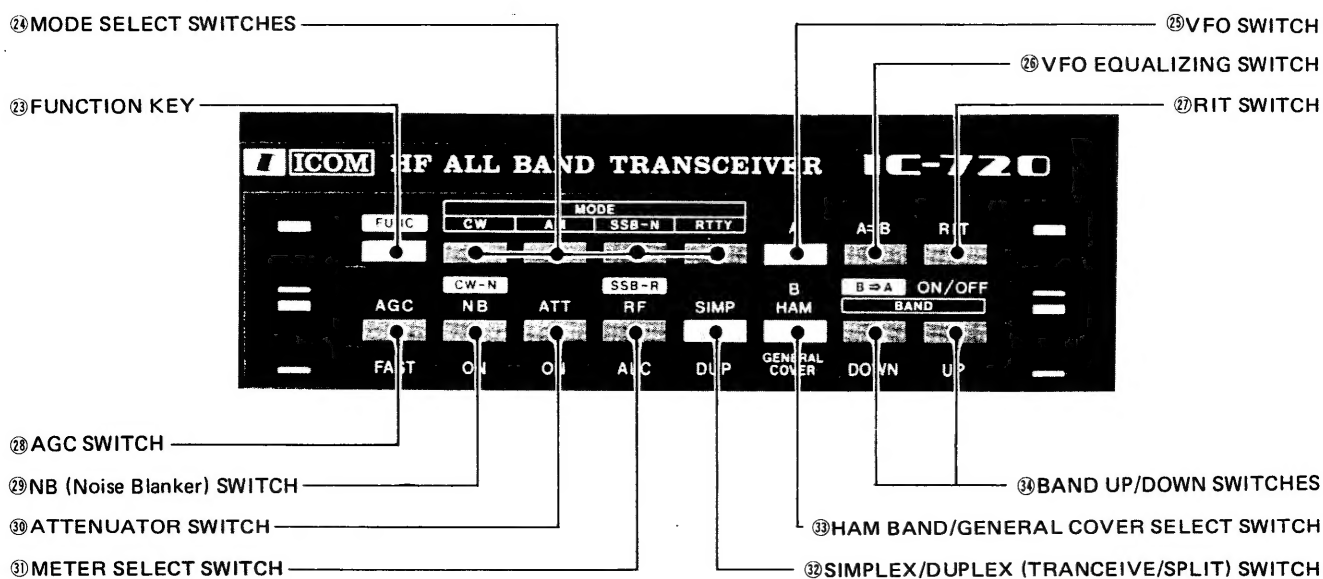 ㉔MODE SELECT SWITCHES
㉕VFO SWITCH
㉖VFO EQUALIZING SWITCH
㉓FUNCTION KEY
㉗RIT SWITCH
ICOM HF ALL BAND TRANSCEIVER IC-720
MODE
FUNC CW AM SSB-N RTTY A A=B RIT
CW-N SSB-R B B⇒A ON/OFF
AGC NB ATT RF SIMP HAM BAND
FAST ON ON ALC DUP GENERAL COVER DOWN UP
㉘AGC SWITCH
㉙NB (Noise Blanker) SWITCH
㉞BAND UP/DOWN SWITCHES
㉚ATTENUATOR SWITCH
㉝HAM BAND/GENERAL COVER SELECT SWITCH
㉛METER SELECT SWITCH
㉜SIMPLEX/DUPLEX (TRANCEIVE/SPLIT) SWITCH